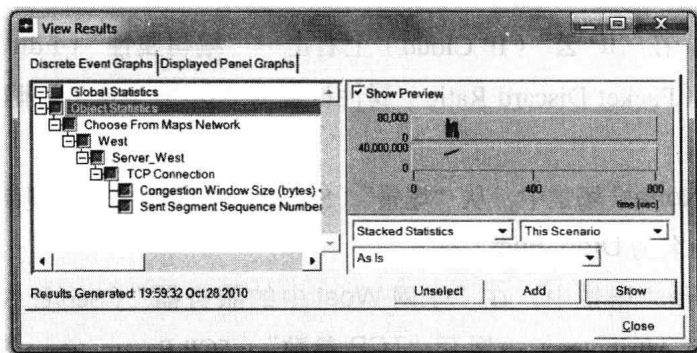 View Results
Discrete Event Graphs
Displayed Panel Graphs
Global Statistics
Object Statistics
Choose From Maps Network
West
Server_West
TCP Connection
Congestion Window Size (bytes)
Sent Segment Sequence Number
Show Preview
80,000
0
40,000,000
0
0
400
800
time (sec)
Stacked Statistics
This Scenario
As Is
Results Generated: 19:59:32 Oct 28 2010
Unselect
Add
Show
Close